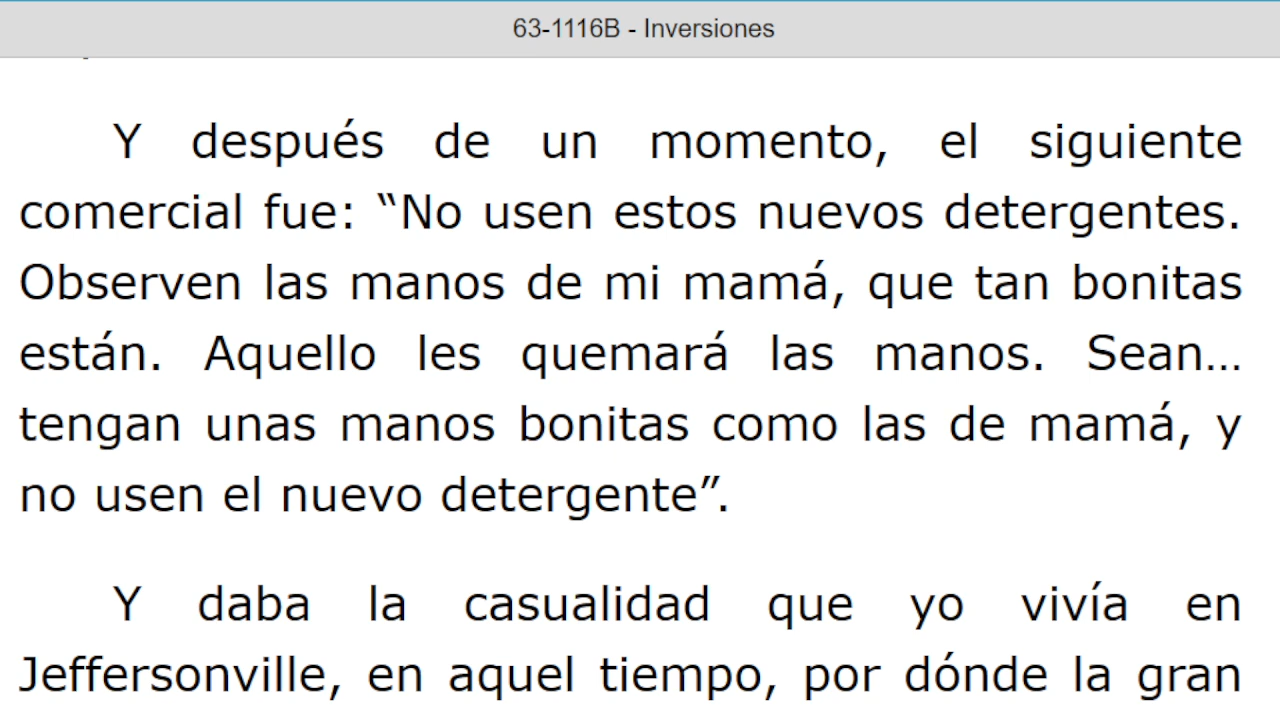 63-1116B - Inversiones
Y después de un momento, el siguiente
comercial fue: “No usen estos nuevos detergentes.
Observen las manos de mi mamá, que tan bonitas
están. Aquello les quemará las manos. Sean...
tengan unas manos bonitas como las de mamá, y
no usen el nuevo detergente”.
Y daba la casualidad que yo vivía en
Jeffersonville, en aquel tiempo, por dónde la gran